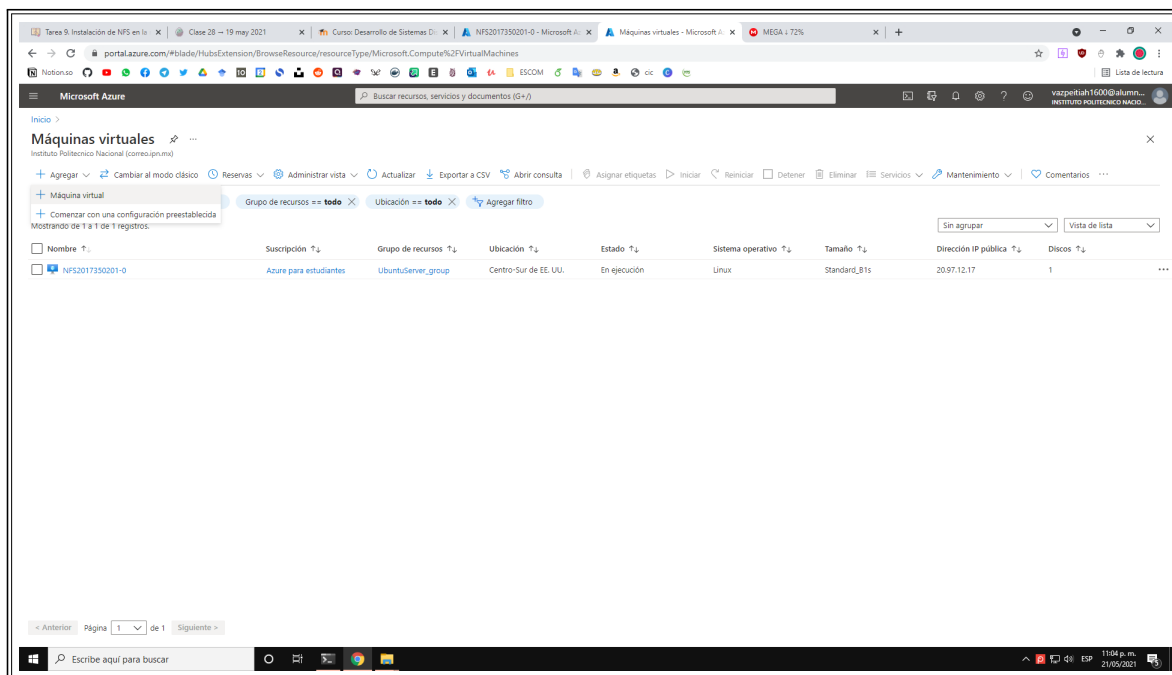 Tarea 9. Instalación de NFS en la
Clase 28 -- 19 may 2021
Curso: Desarrollo de Sistemas Di
NFS2017350201-0 - Microsoft A
Máquinas virtuales - Microsoft A
MEGA ↓ 72%
portal.azure.com/#blade/HubsExtension/BrowseResource/resourceType/Microsoft.Compute%2FVirtualMachines
Notion.so
ESCOM
cic
Lista de lectura
Microsoft Azure
Buscar recursos, servicios y documentos (G+/)
vazpeitiah1600@alumn...
INSTITUTO POLITECNICO NACIO...
Inicio >
Máquinas virtuales
Instituto Politecnico Nacional (correo.ipn.mx)
Agregar Cambiar al modo clásico Reservas Administrar vista Actualizar Exportar a CSV Abrir consulta Asignar etiquetas Iniciar Reiniciar Detener Eliminar Servicios Mantenimiento Comentarios
Máquina virtual
Grupo de recursos == todo Ubicación == todo Agregar filtro
Comenzar con una configuración preestablecida
Mostrando de 1 a 1 de 1 registros.
Sin agrupar Vista de lista
Nombre ↑↓ Suscripción ↑↓ Grupo de recursos ↑↓ Ubicación ↑↓ Estado ↑↓ Sistema operativo ↑↓ Tamaño ↑↓ Dirección IP pública ↑↓ Discos ↑↓
NFS2017350201-0 Azure para estudiantes UbuntuServer_group Centro-Sur de EE. UU. En ejecución Linux Standard_B1s 20.97.12.17 1
< Anterior Página 1 de 1 Siguiente >
Escribe aquí para buscar
ESP
11:04 p. m.
21/05/2021